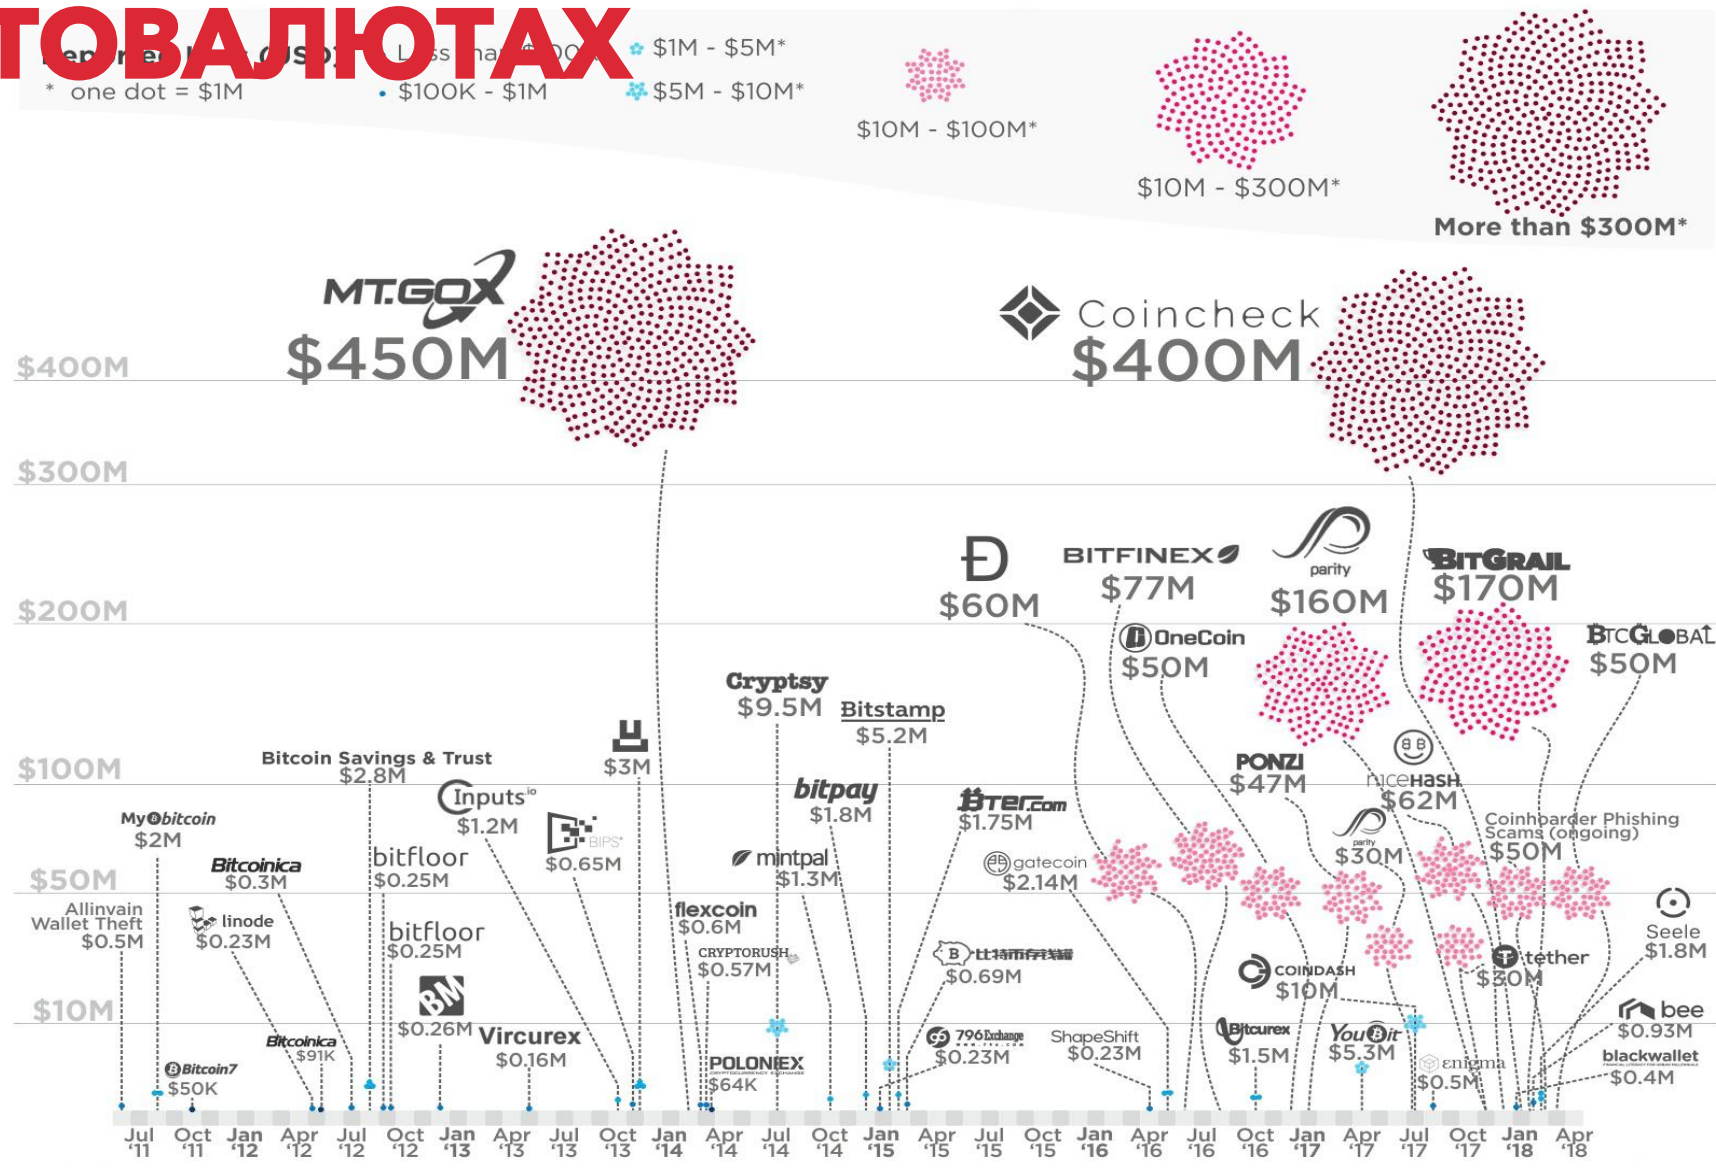 ТОВАЛЮТАХ
* one dot = $1M
$100K - $1M
$1M - $5M*
$5M - $10M*
$10M - $100M*
$10M - $300M*
More than $300M*
MT.GOX
$450M
Coincheck
$400M
$400M
$300M
Đ
$60M
BITFINEX
$77M
parity
$160M
BITGRAIL
$170M
$200M
OneCoin
$50M
BTCGLOBAL
$50M
Cryptsy
$9.5M
Bitstamp
$5.2M
$3M
Bitcoin Savings & Trust
$2.8M
$100M
PONZI
$47M
nicehash
$62M
Inputs.io
$1.2M
bitpay
$1.8M
BTer.com
$1.75M
Mybitcoin
$2M
BIPS
$0.65M
Coinhoarder Phishing
Scams (ongoing)
$50M
parity
$30M
Bitcoinica
$0.3M
bitfloor
$0.25M
mintpal
$1.3M
gatecoin
$2.14M
$50M
Allinvain
Wallet Theft
$0.5M
linode
$0.23M
bitfloor
$0.25M
flexcoin
$0.6M
CRYPTORUSH
$0.57M
$0.69M
COINDASH
$10M
tether
$30M
Seele
$1.8M
$10M
BM
$0.26M
Vircurex
$0.16M
Bitcoinica
$91K
Bitcoin7
$50K
POLONIEX
CRYPTOCURRENCY EXCHANGE
$64K
796 Exchange
$0.23M
ShapeShift
$0.23M
Bitcurex
$1.5M
YouBit
$5.3M
enigma
$0.5M
bee
$0.93M
blackwallet
$0.4M
Jul Oct Jan Apr Jul Oct Jan Apr Jul Oct Jan Apr Jul Oct Jan Apr Jul Oct Jan Apr Jul Oct Jan Apr Jul Oct Jan Apr
'11 '11 '12 '12 '12 '12 '13 '13 '13 '13 '14 '14 '14 '14 '15 '15 '15 '15 '16 '16 '16 '16 '17 '17 '17 '17 '18 '18